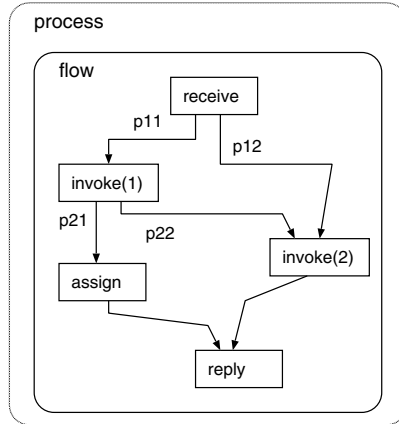 process
flow
receive
p11
p12
invoke(1)
p21
p22
invoke(2)
assign
reply